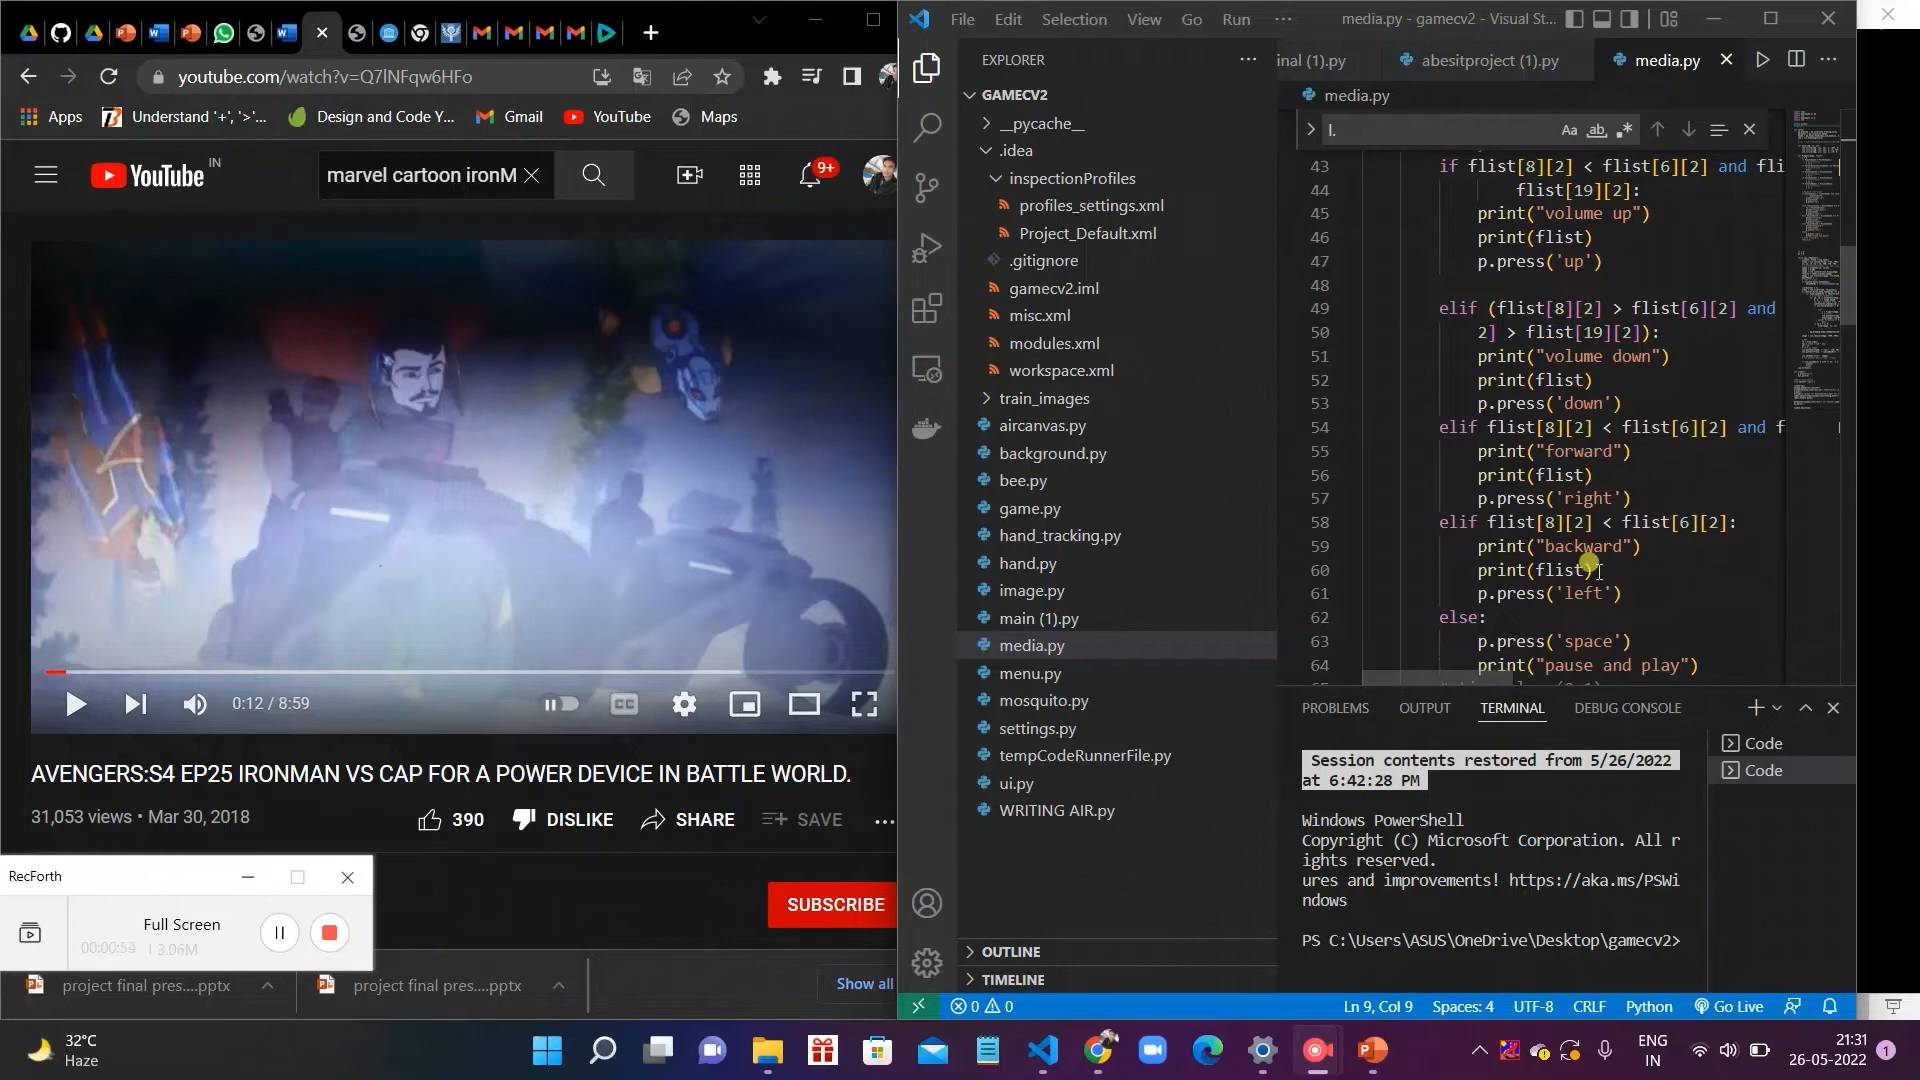 youtube.com/watch?v=Q7lNFqw6HFo
Apps
Understand '+', '>'...
Design and Code Y...
Gmail
YouTube
Maps
YouTube IN
marvel cartoon ironM
9+
0:12 / 8:59
CC
AVENGERS:S4 EP25 IRONMAN VS CAP FOR A POWER DEVICE IN BATTLE WORLD.
31,053 views • Mar 30, 2018
390
DISLIKE
SHARE
SAVE
RecForth
Full Screen
SUBSCRIBE
project final pres....pptx
project final pres....pptx
Show all
File Edit Selection View Go Run ...
media.py - gamecv2 - Visual St...
EXPLORER
GAMECV2
__pycache__
.idea
inspectionProfiles
profiles_settings.xml
Project_Default.xml
.gitignore
gamecv2.iml
misc.xml
modules.xml
workspace.xml
train_images
aircanvas.py
background.py
bee.py
game.py
hand_tracking.py
hand.py
image.py
main (1).py
media.py
menu.py
mosquito.py
settings.py
tempCodeRunnerFile.py
ui.py
WRITING AIR.py
OUTLINE
TIMELINE
inal (1).py
abesitproject (1).py
media.py
media.py
l.
Aa ab
43 if flist[8][2] < flist[6][2] and fli
44 flist[19][2]:
45 print("volume up")
46 print(flist)
47 p.press('up')
48
49 elif (flist[8][2] > flist[6][2] and
50 2] > flist[19][2]):
51 print("volume down")
52 print(flist)
53 p.press('down')
54 elif flist[8][2] < flist[6][2] and f
55 print("forward")
56 print(flist)
57 p.press('right')
58 elif flist[8][2] < flist[6][2]:
59 print("backward")
60 print(flist)
61 p.press('left')
62 else:
63 p.press('space')
64 print("pause and play")
PROBLEMS OUTPUT TERMINAL DEBUG CONSOLE
Session contents restored from 5/26/2022
at 6:42:28 PM
Windows PowerShell
Copyright (C) Microsoft Corporation. All r
ights reserved.
ures and improvements! https://aka.ms/PSWi
ndows
PS C:\Users\ASUS\OneDrive\Desktop\gamecv2>
Code
Code
0 0
Ln 9, Col 9 Spaces: 4 UTF-8 CRLF Python Go Live
32°C
Haze
ENG
IN
21:31
26-05-2022
1